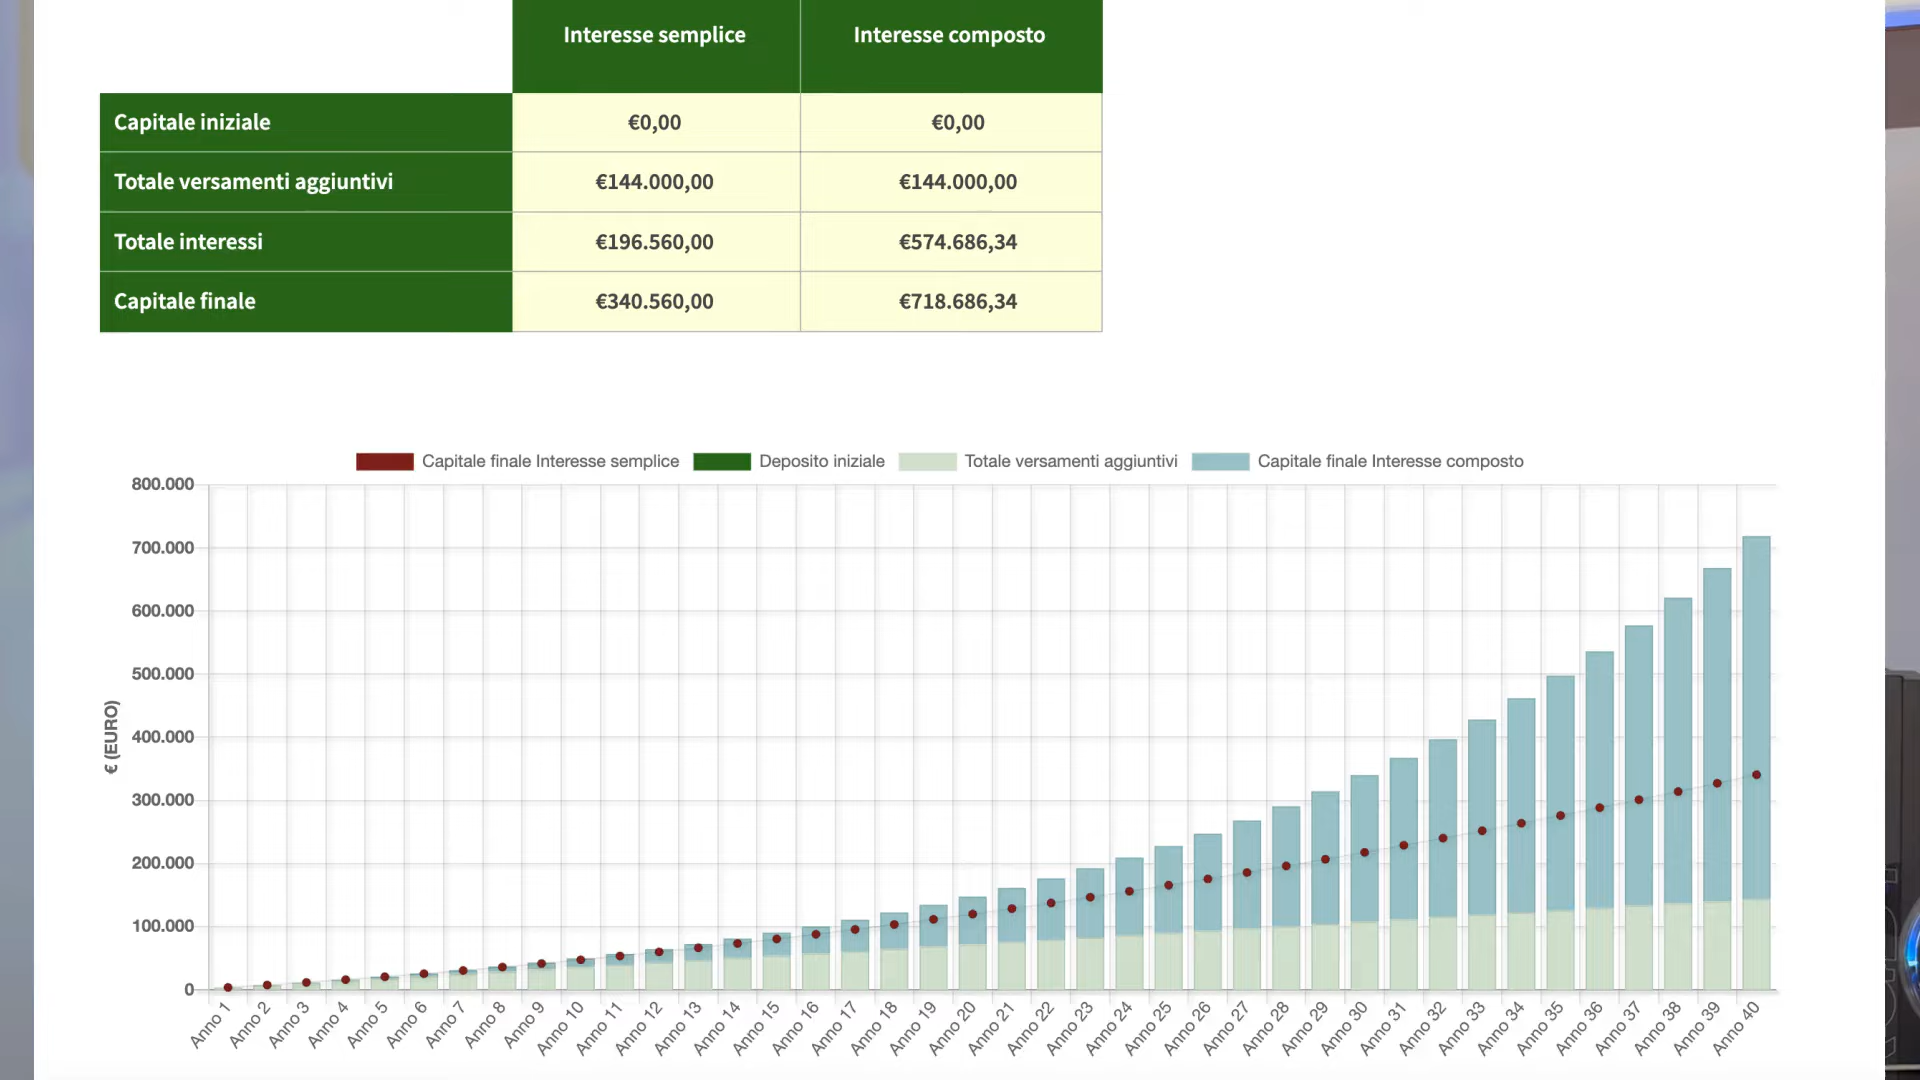 Interesse semplice Interesse composto
Capitale iniziale €0,00 €0,00
Totale versamenti aggiuntivi €144.000,00 €144.000,00
Totale interessi €196.560,00 €574.686,34
Capitale finale €340.560,00 €718.686,34
Capitale finale Interesse semplice Deposito iniziale Totale versamenti aggiuntivi Capitale finale Interesse composto
800.000
700.000
600.000
500.000
400.000
300.000
200.000
100.000
0
€ (EURO)
Anno 1 Anno 2 Anno 3 Anno 4 Anno 5 Anno 6 Anno 7 Anno 8 Anno 9 Anno 10 Anno 11 Anno 12 Anno 13 Anno 14 Anno 15 Anno 16 Anno 17 Anno 18 Anno 19 Anno 20 Anno 21 Anno 22 Anno 23 Anno 24 Anno 25 Anno 26 Anno 27 Anno 28 Anno 29 Anno 30 Anno 31 Anno 32 Anno 33 Anno 34 Anno 35 Anno 36 Anno 37 Anno 38 Anno 39 Anno 40